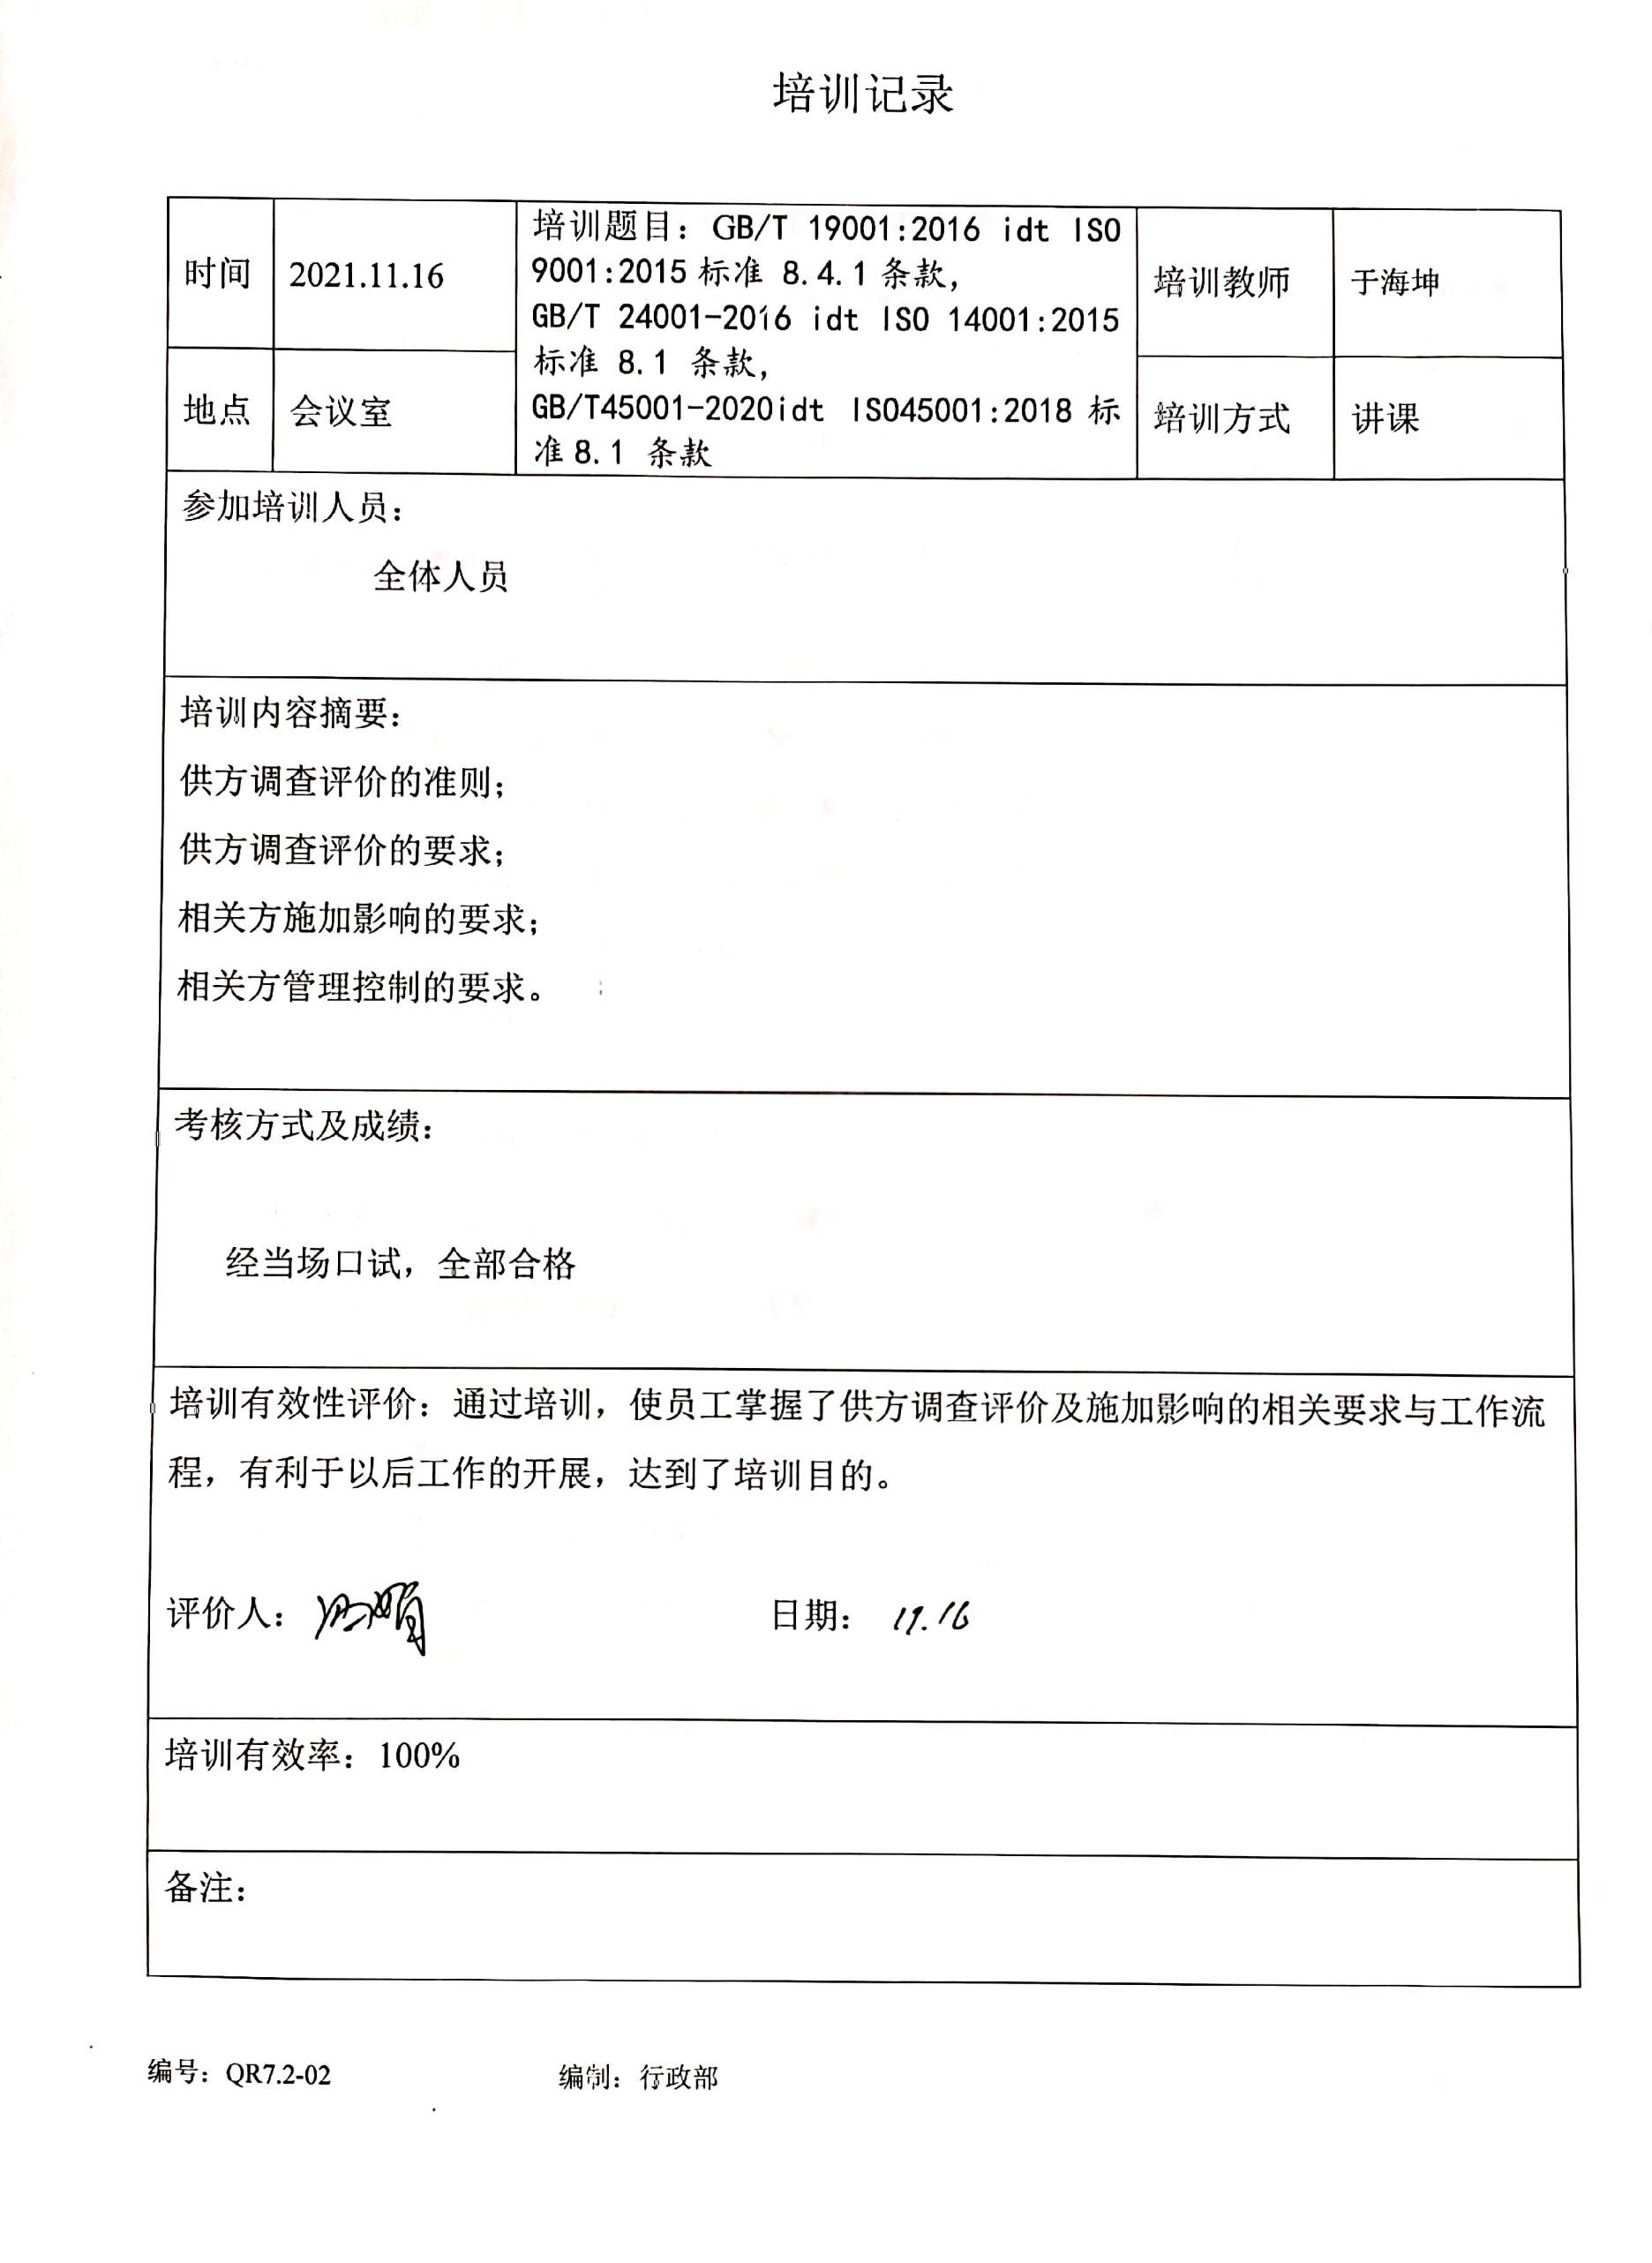 培训记录
时间
2021.11.16
培训题目：GB/T 19001:2016 idt ISO
9001:2015标准 8.4.1条款，
GB/T 24001-2016 idt ISO 14001:2015
标准 8.1 条款，
GB/T45001-2020idt ISO45001:2018 标
准8.1 条款
培训教师
于海坤
地点
会议室
培训方式
讲课
参加培训人员：
全体人员
培训内容摘要：
供方调查评价的准则；
供方调查评价的要求；
相关方施加影响的要求；
相关方管理控制的要求。
考核方式及成绩：
经当场口试，全部合格
培训有效性评价：通过培训，使员工掌握了供方调查评价及施加影响的相关要求与工作流
程，有利于以后工作的开展，达到了培训目的。
评价人：
日期： 11.16
培训有效率：100%
备注：
编号：QR7.2-02
编制：行政部